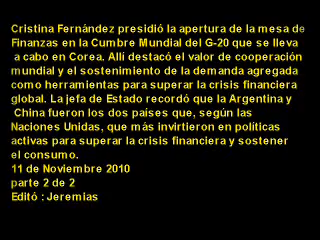 Cristina Fernández presidió la apertura de la mesa de
Finanzas en la Cumbre Mundial del G-20 que se lleva
a cabo en Corea. Allí destacó el valor de cooperación
mundial y el sostenimiento de la demanda agregada
como herramientas para superar la crisis financiera
global. La jefa de Estado recordó que la Argentina y
China fueron los dos países que, según las
Naciones Unidas, que más invirtieron en políticas
activas para superar la crisis financiera y sostener
el consumo.
11 de Noviembre 2010
parte 2 de 2
Editó : Jeremias